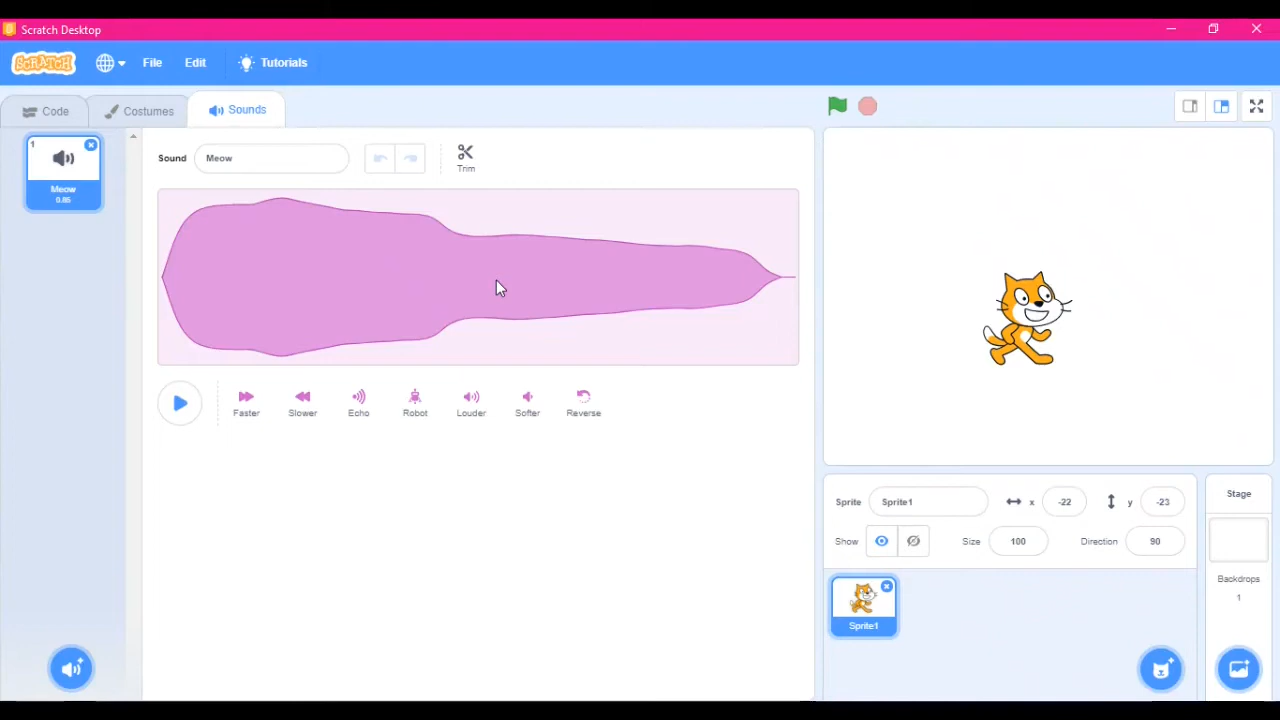 Scratch Desktop
SCRATCH
File
Edit
Tutorials
Code
Costumes
Sounds
1
Meow
0.85
Sound
Meow
Trim
Faster
Slower
Echo
Robot
Louder
Softer
Reverse
Sprite
Sprite1
x
-22
y
-23
Show
Size
100
Direction
90
Sprite1
Stage
Backdrops
1